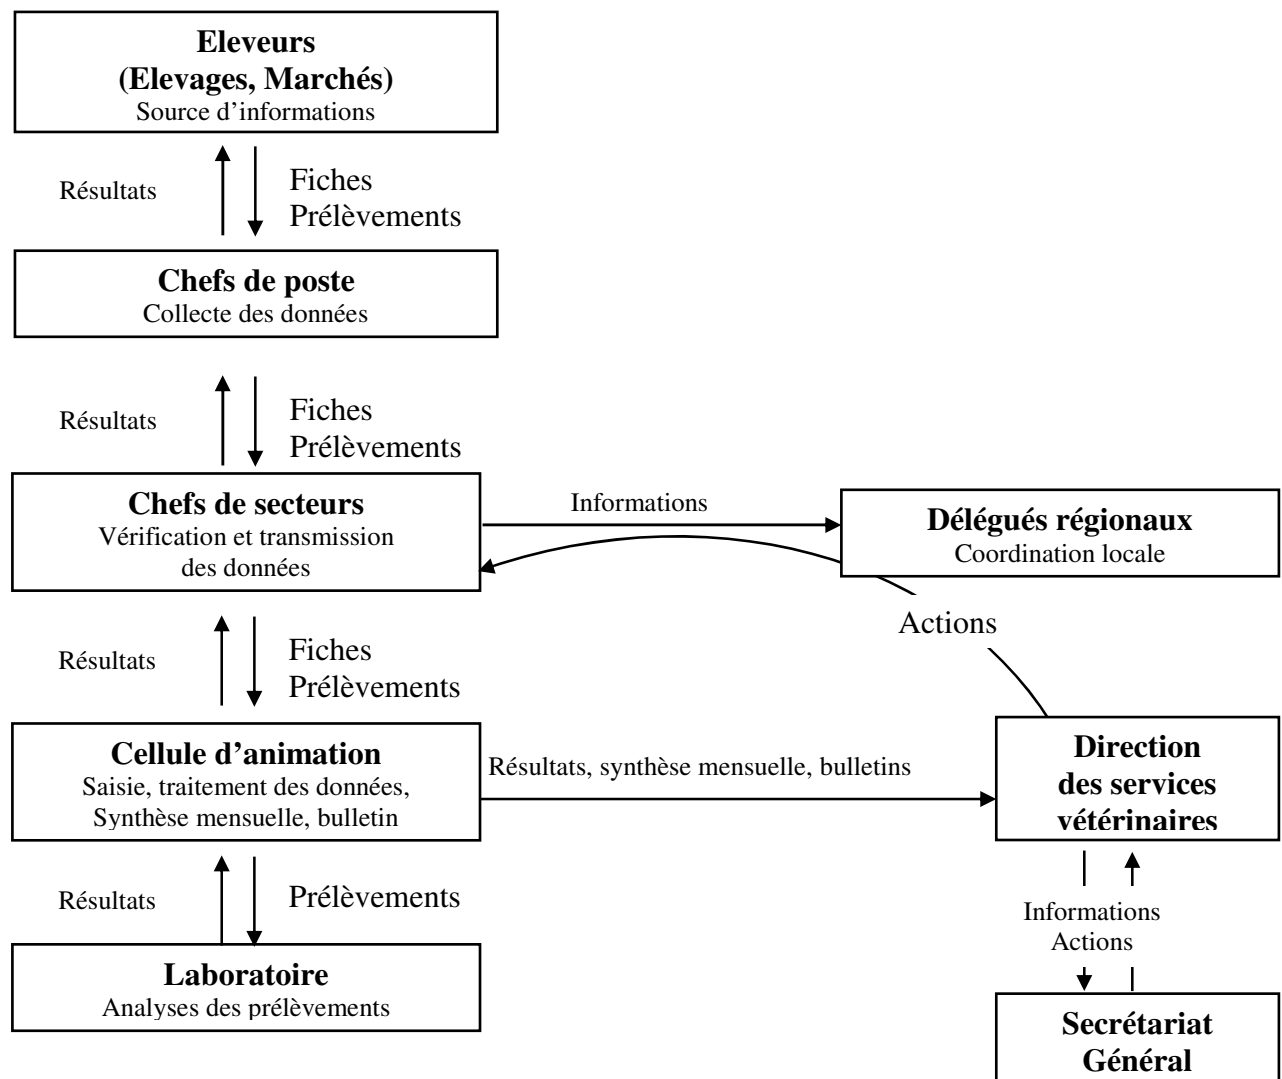 Eleveurs
(Elevages, Marchés)
Source d'informations
Résultats
Fiches
Prélèvements
Chefs de poste
Collecte des données
Résultats
Fiches
Prélèvements
Chefs de secteurs
Vérification et transmission
des données
Informations
Délégués régionaux
Coordination locale
Actions
Résultats
Fiches
Prélèvements
Cellule d'animation
Saisie, traitement des données,
Synthèse mensuelle, bulletin
Résultats, synthèse mensuelle, bulletins
Direction
des services
vétérinaires
Résultats
Prélèvements
Informations
Actions
Laboratoire
Analyses des prélèvements
Secrétariat
Général